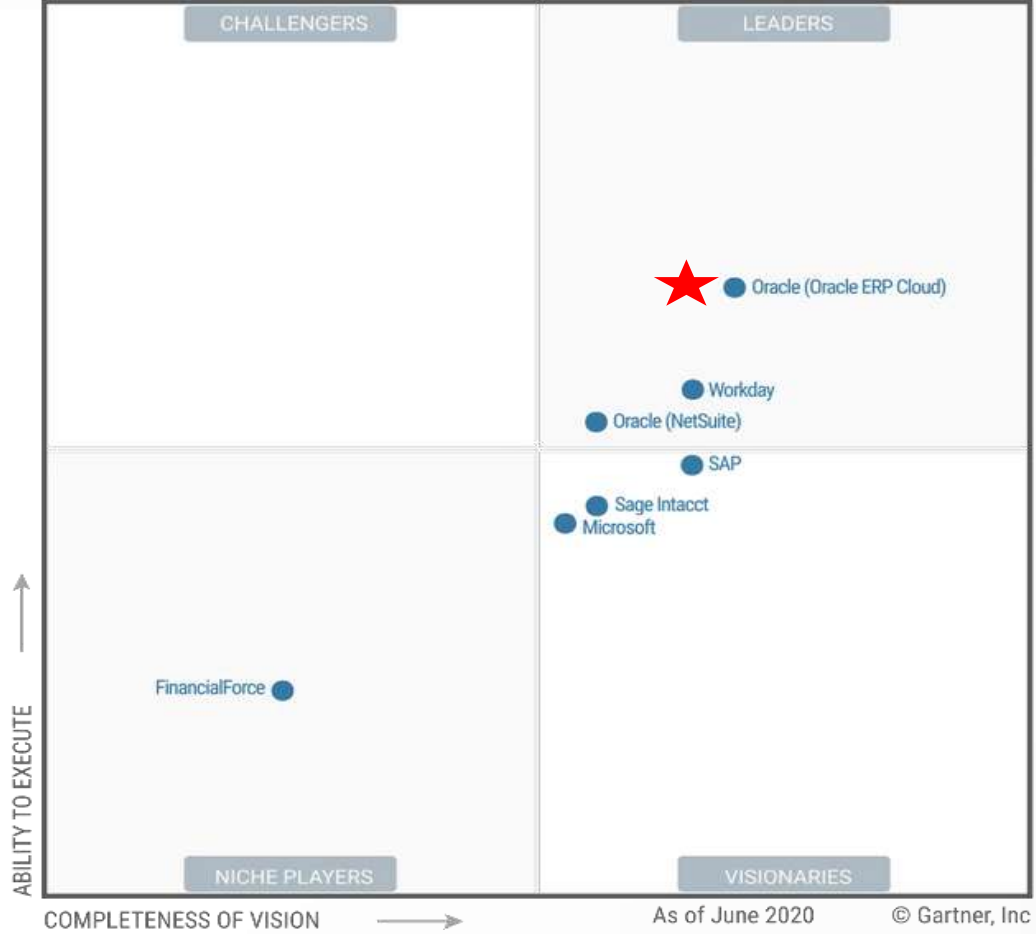 CHALLENGERS
LEADERS
Oracle (Oracle ERP Cloud)
Workday
Oracle (NetSuite)
SAP
Sage Intacct
Microsoft
FinancialForce
ABILITY TO EXECUTE
NICHE PLAYERS
VISIONARIES
COMPLETENESS OF VISION
As of June 2020
© Gartner, Inc